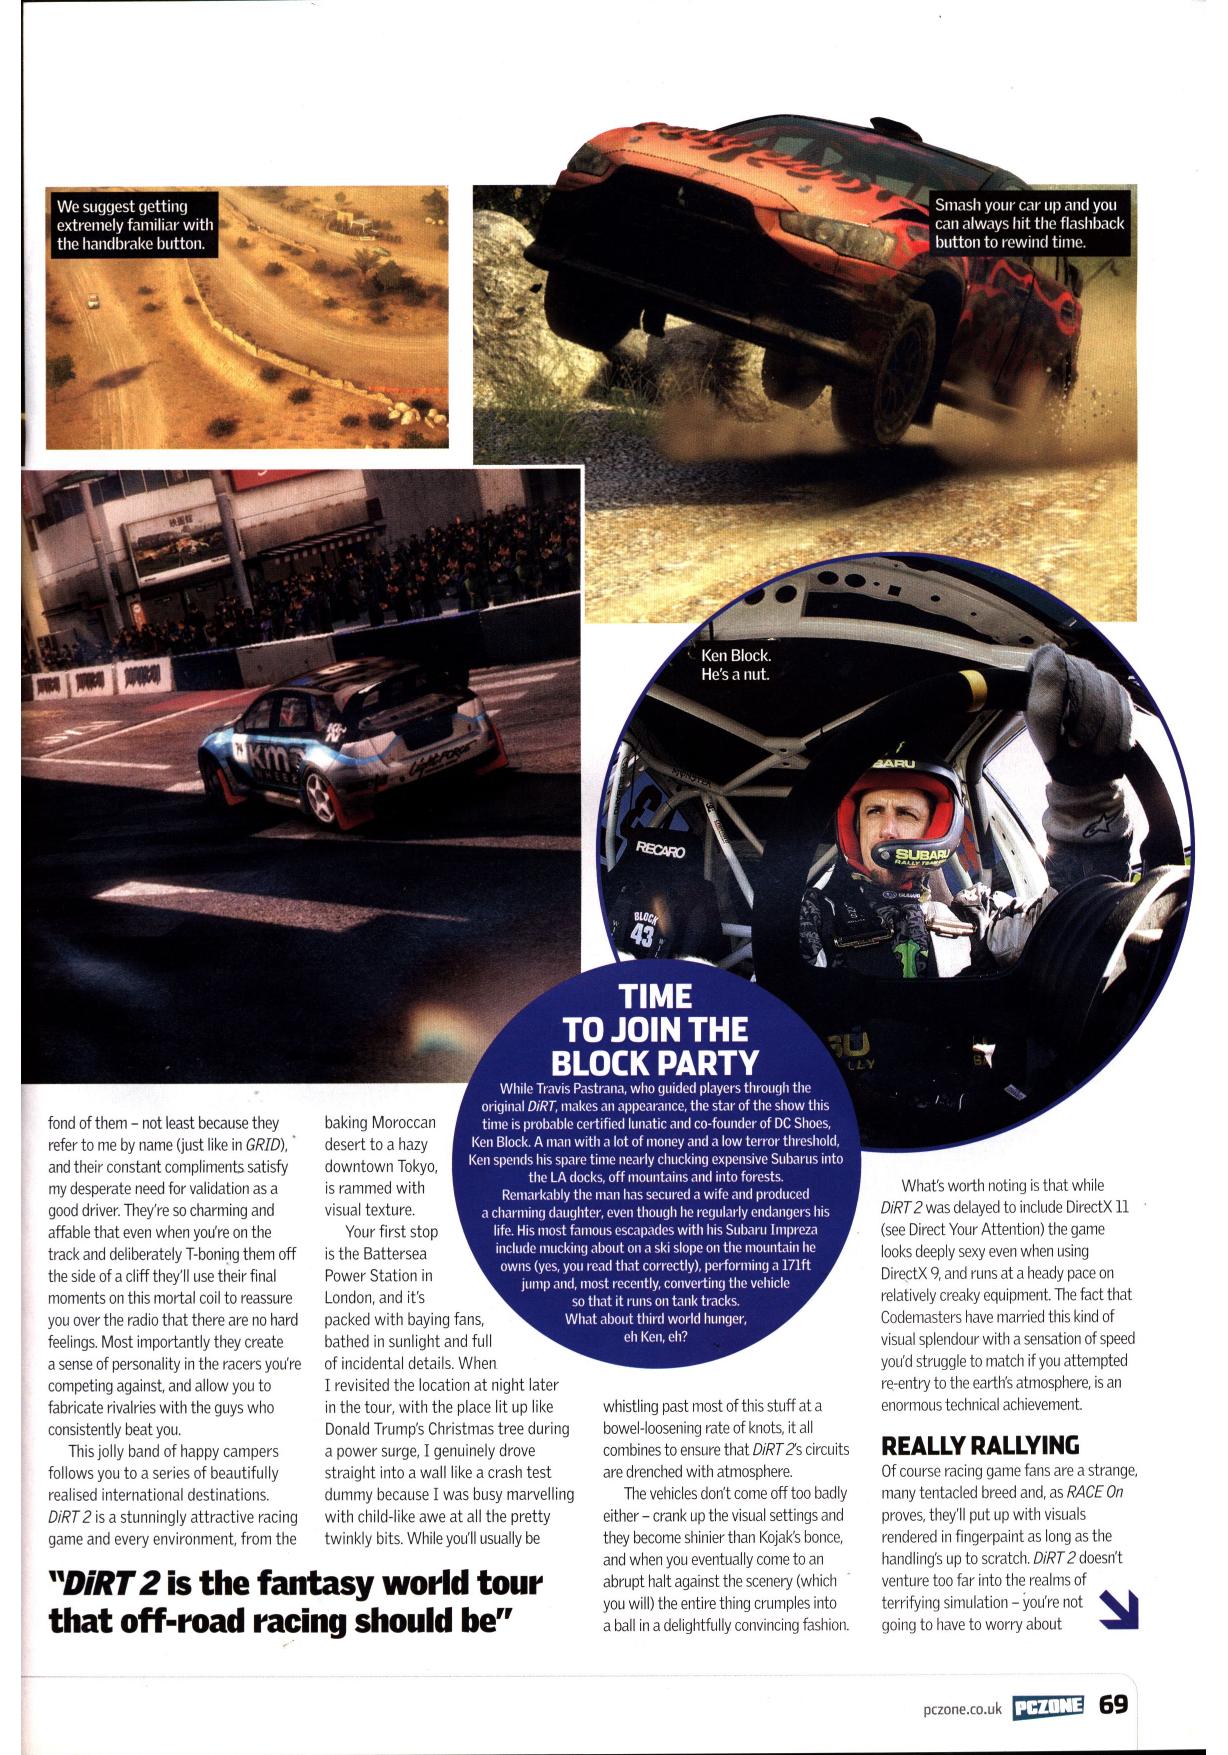 We suggest getting
extremely familiar with
the handbrake button.
Smash your car up and you
can always hit the flashback
button to rewind time.
映画館
KMC
WHEELS
Ken Block.
He's a nut.
SUBARU
SUBARU
RALLY TEAM
RECARO
BLOCK
43
TIME
TO JOIN THE
BLOCK PARTY
While Travis Pastrana, who guided players through the
original DiRT, makes an appearance, the star of the show this
time is probable certified lunatic and co-founder of DC Shoes,
Ken Block. A man with a lot of money and a low terror threshold,
Ken spends his spare time nearly chucking expensive Subarus into
the LA docks, off mountains and into forests.
Remarkably the man has secured a wife and produced
a charming daughter, even though he regularly endangers his
life. His most famous escapades with his Subaru Impreza
include mucking about on a ski slope on the mountain he
owns (yes, you read that correctly), performing a 171ft
jump and, most recently, converting the vehicle
so that it runs on tank tracks.
What about third world hunger,
eh Ken, eh?
fond of them – not least because they
refer to me by name (just like in GRID),
and their constant compliments satisfy
my desperate need for validation as a
good driver. They're so charming and
affable that even when you're on the
track and deliberately T-boning them off
the side of a cliff they'll use their final
moments on this mortal coil to reassure
you over the radio that there are no hard
feelings. Most importantly they create
a sense of personality in the racers you're
competing against, and allow you to
fabricate rivalries with the guys who
consistently beat you.
This jolly band of happy campers
follows you to a series of beautifully
realised international destinations.
DiRT 2 is a stunningly attractive racing
game and every environment, from the
baking Moroccan
desert to a hazy
downtown Tokyo,
is rammed with
visual texture.
Your first stop
is the Battersea
Power Station in
London, and it's
packed with baying fans,
bathed in sunlight and full
of incidental details. When
I revisited the location at night later
in the tour, with the place lit up like
Donald Trump's Christmas tree during
a power surge, I genuinely drove
straight into a wall like a crash test
dummy because I was busy marvelling
with child-like awe at all the pretty
twinkly bits. While you'll usually be
whistling past most of this stuff at a
bowel-loosening rate of knots, it all
combines to ensure that DiRT 2's circuits
are drenched with atmosphere.
The vehicles don't come off too badly
either – crank up the visual settings and
they become shinier than Kojak's bonce,
and when you eventually come to an
abrupt halt against the scenery (which
you will) the entire thing crumples into
a ball in a delightfully convincing fashion.
What's worth noting is that while
DiRT 2 was delayed to include DirectX 11
(see Direct Your Attention) the game
looks deeply sexy even when using
DirectX 9, and runs at a heady pace on
relatively creaky equipment. The fact that
Codemasters have married this kind of
visual splendour with a sensation of speed
you'd struggle to match if you attempted
re-entry to the earth's atmosphere, is an
enormous technical achievement.
REALLY RALLYING
Of course racing game fans are a strange,
many tentacled breed and, as RACE On
proves, they'll put up with visuals
rendered in fingerpaint as long as the
handling's up to scratch. DiRT 2 doesn't
venture too far into the realms of
terrifying simulation – you're not
going to have to worry about
"DiRT 2 is the fantasy world tour
that off-road racing should be"
pczone.co.uk PCZONE 69